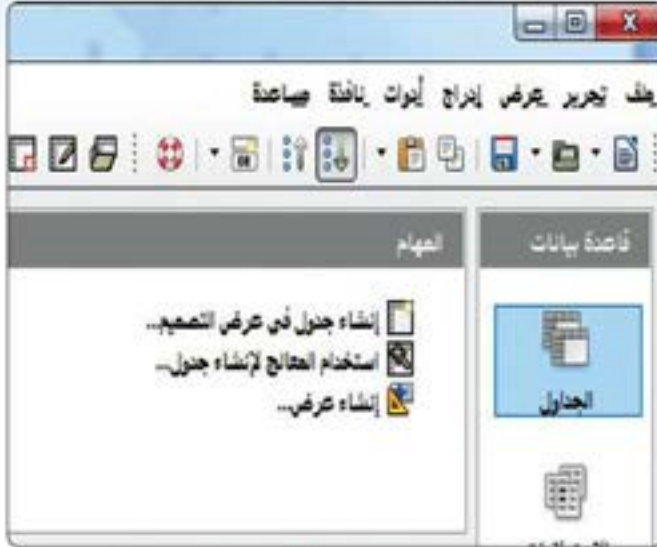 ملف تحرير عرض إدراج أدوات نافذة مساعدة
قاعدة بيانات
المهام
إنشاء جدول في عرض التصميم...
استخدام المعالج لإنشاء جدول...
إنشاء عرض...
الجداول